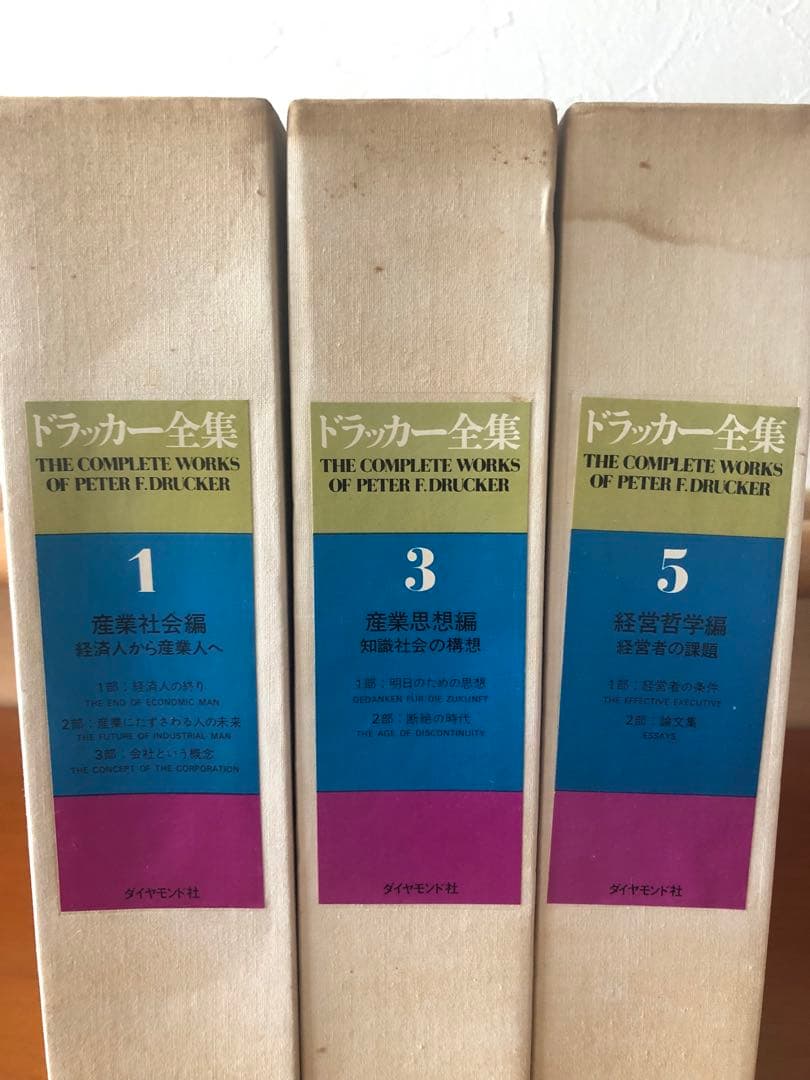 ドラッカー全集
THE COMPLETE WORKS
OF PETER F. DRUCKER
1
産業社会編
経済人から産業人へ
1部:経済人の終り
THE END OF ECONOMIC MAN
2部:産業にたずさわる人の未来
THE FUTURE OF INDUSTRIAL MAN
3部:会社という概念
THE CONCEPT OF THE CORPORATION
ダイヤモンド社
ドラッカー全集
THE COMPLETE WORKS
OF PETER F. DRUCKER
3
産業思想編
知識社会の構想
1部:明日のための思想
GEDANKEN FÜR DIE ZUKUNFT
2部:断絶の時代
THE AGE OF DISCONTINUITY
ダイヤモンド社
ドラッカー全集
THE COMPLETE WORKS
OF PETER F. DRUCKER
5
経営哲学編
経営者の課題
1部:経営者の条件
THE EFFECTIVE EXECUTIVE
2部:論文集
ESSAYS
ダイヤモンド社